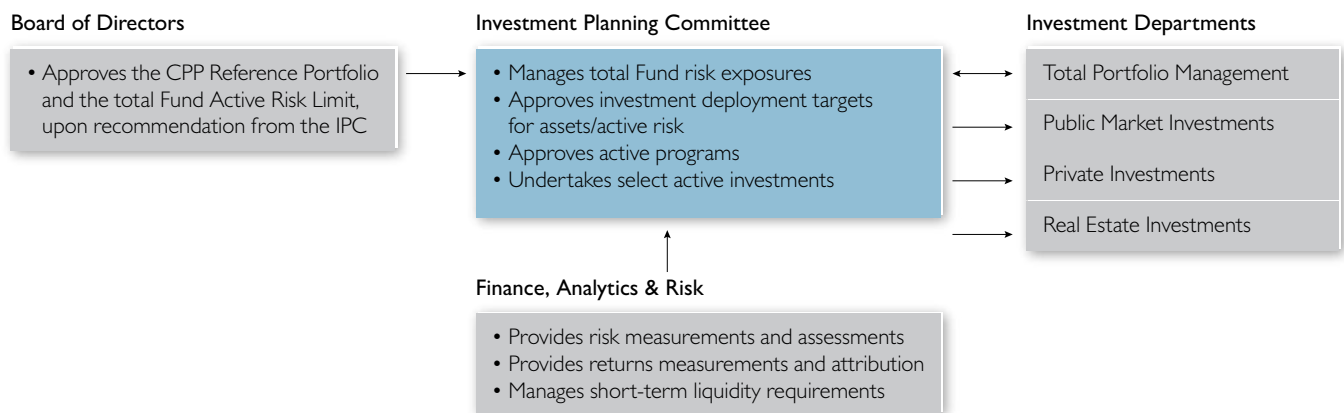 Board of Directors
• Approves the CPP Reference Portfolio
and the total Fund Active Risk Limit,
upon recommendation from the IPC
Investment Planning Committee
• Manages total Fund risk exposures
• Approves investment deployment targets
for assets/active risk
• Approves active programs
• Undertakes select active investments
Investment Departments
Total Portfolio Management
Public Market Investments
Private Investments
Real Estate Investments
Finance, Analytics & Risk
• Provides risk measurements and assessments
• Provides returns measurements and attribution
• Manages short-term liquidity requirements